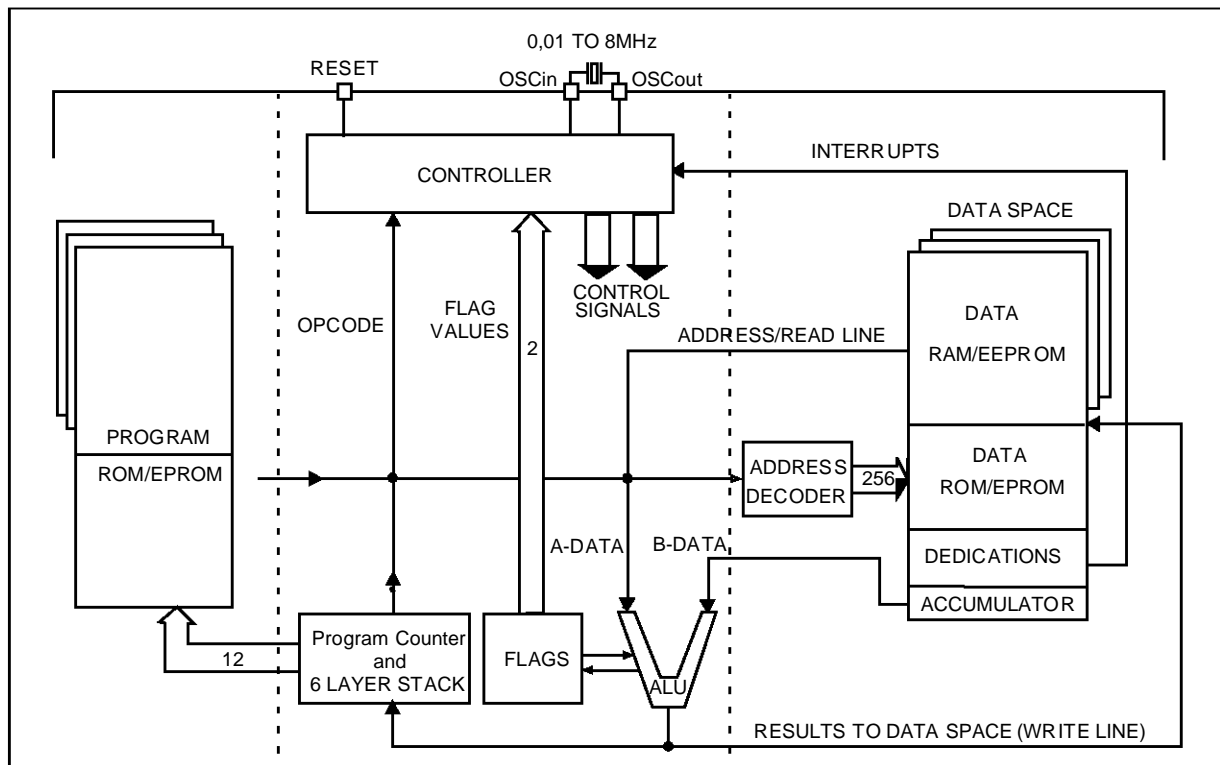 0,01 TO 8MHz
RESET
OSCin
OSCout
INTERRUPTS
CONTROLLER
DATA SPACE
CONTROL
SIGNALS
OPCODE
FLAG
VALUES
2
DATA
RAM/EEPROM
ADDRESS/READ LINE
PROGRAM
ROM/EPROM
ADDRESS
DECODER
256
DATA
ROM/EPROM
A-DATA
B-DATA
DEDICATIONS
ACCUMULATOR
12
Program Counter
and
6 LAYER STACK
FLAGS
ALU
RESULTS TO DATA SPACE (WRITE LINE)